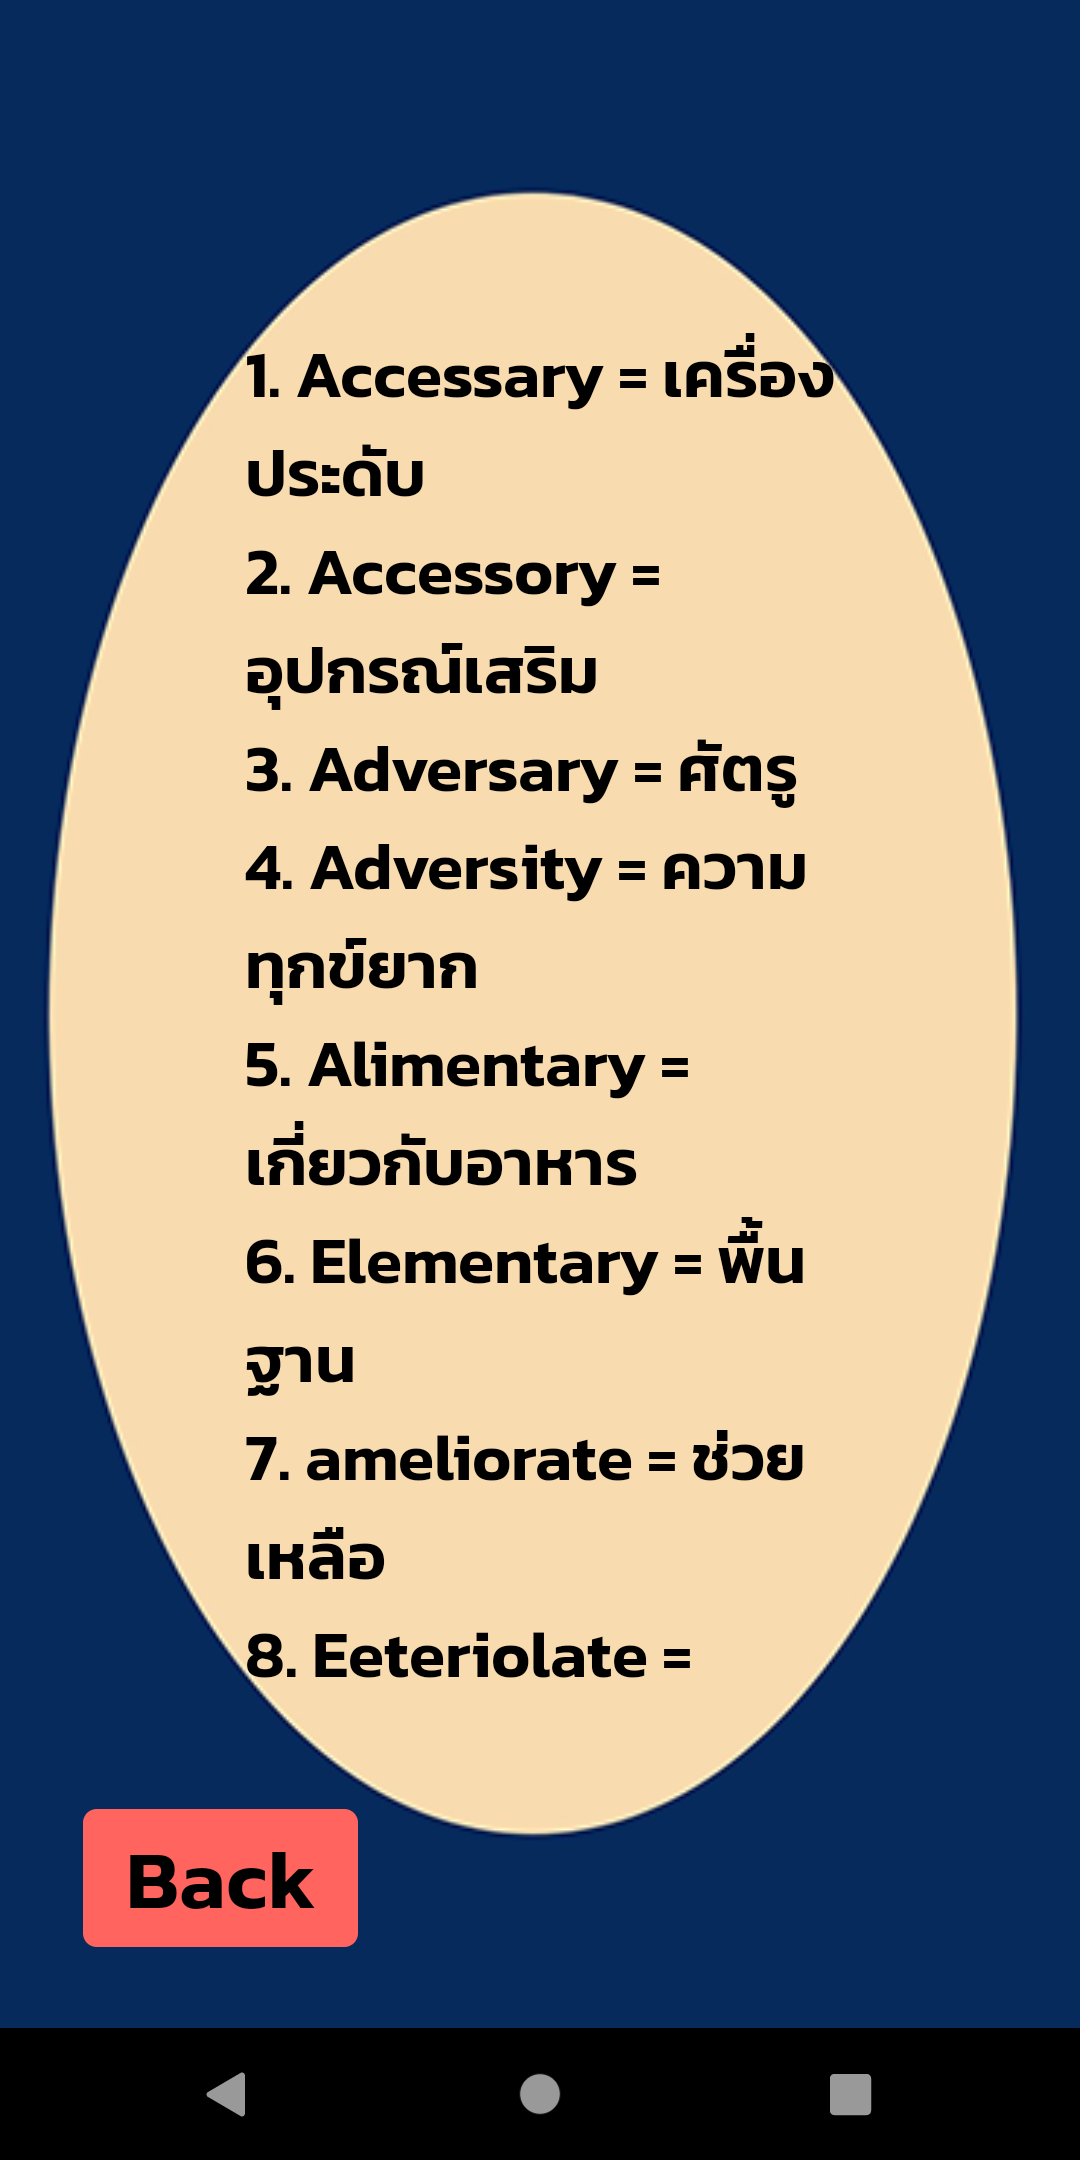 1. Accessary = เครื่อง
ประดับ
2. Accessory =
อุปกรณ์เสริม
3. Adversary = ศัตรู
4. Adversity = ความ
ทุกข์ยาก
5. Alimentary =
เกี่ยวกับอาหาร
6. Elementary = พื้น
ฐาน
7. ameliorate = ช่วย
เหลือ
8. Eeteriolate =
Back